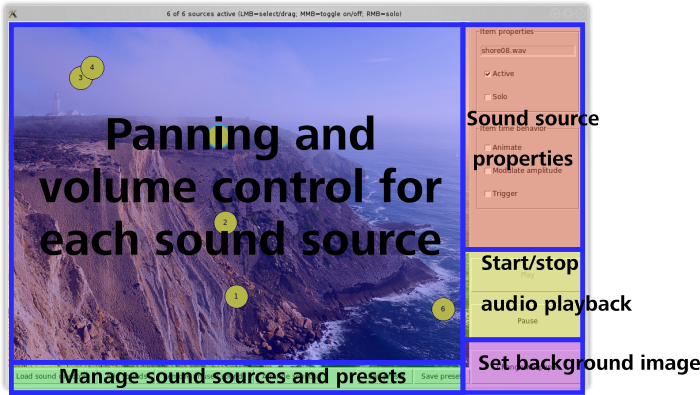 6 of 6 sources active (LMB=select/drag; MMB=toggle on/off; RMB=solo)
Item properties
shore08.wav
Active
Solo
Sound source
Item time behavior
Animate
properties
Modulate amplitude
Trigger
4
3
Panning and
volume control for
each sound source
2
1
6
Start/stop
Play
audio playback
Pause
Set background image
Load sound
Manage sound sources and presets
Save preset